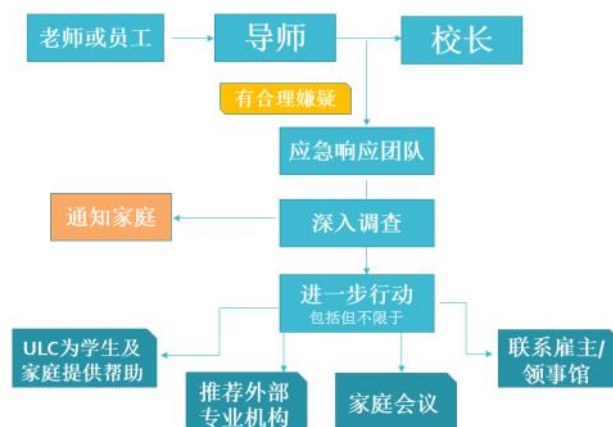 老师或员工
导师
校长
有合理嫌疑
应急响应团队
通知家庭
深入调查
进一步行动
包括但不限于
ULC为学生及
家庭提供帮助
推荐外部
专业机构
家庭会议
联系雇主/
领事馆